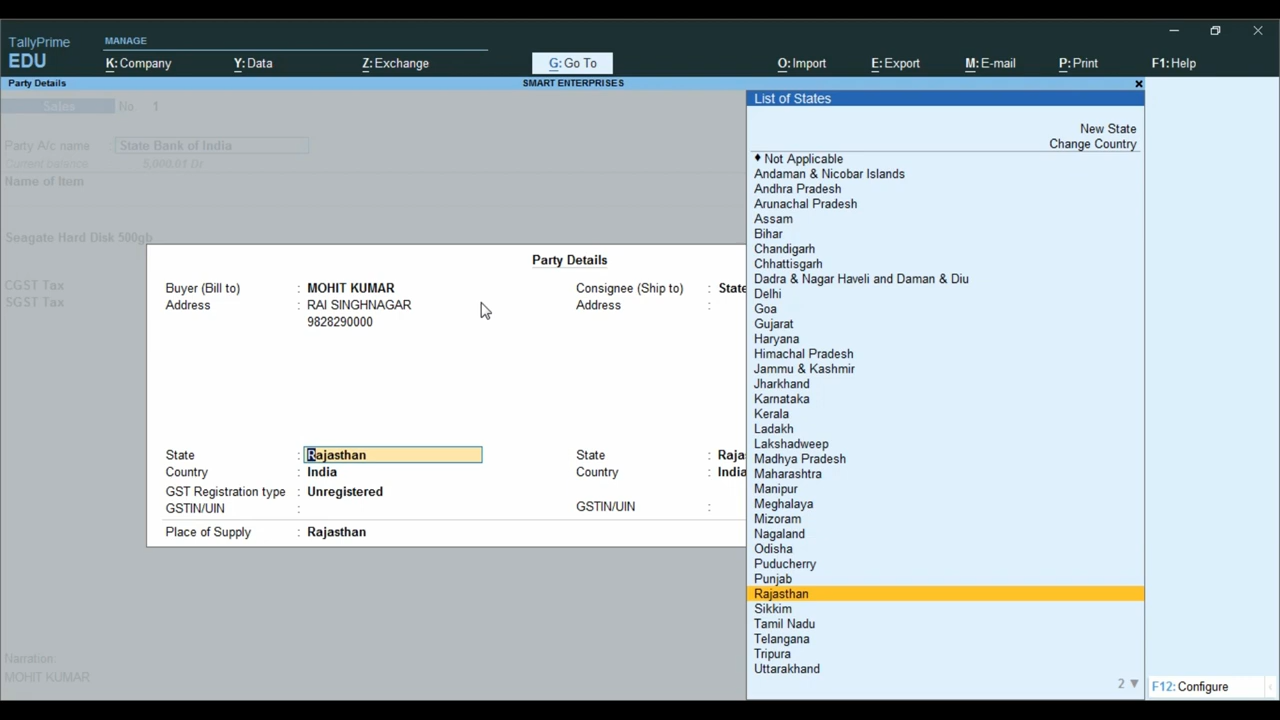 TallyPrime
EDU
MANAGE
K: Company
Y: Data
Z: Exchange
G: Go To
O: Import
E: Export
M: E-mail
P: Print
F1: Help
Party Details
SMART ENTERPRISES
Sales
No. 1
Party A/c name : State Bank of India
Current balance : 5,000.01 Dr
Name of Item
Seagate Hard Disk 500gb
CGST Tax
SGST Tax
Narration:
MOHIT KUMAR
Party Details
Buyer (Bill to) : MOHIT KUMAR
Address : RAI SINGHNAGAR
9828290000
State : Rajasthan
Country : India
GST Registration type : Unregistered
GSTIN/UIN :
Place of Supply : Rajasthan
Consignee (Ship to) : State
Address :
State : Raja
Country : India
GSTIN/UIN :
List of States
New State
Change Country
♦ Not Applicable
Andaman & Nicobar Islands
Andhra Pradesh
Arunachal Pradesh
Assam
Bihar
Chandigarh
Chhattisgarh
Dadra & Nagar Haveli and Daman & Diu
Delhi
Goa
Gujarat
Haryana
Himachal Pradesh
Jammu & Kashmir
Jharkhand
Karnataka
Kerala
Ladakh
Lakshadweep
Madhya Pradesh
Maharashtra
Manipur
Meghalaya
Mizoram
Nagaland
Odisha
Puducherry
Punjab
Rajasthan
Sikkim
Tamil Nadu
Telangana
Tripura
Uttarakhand
2 ▼
F12: Configure